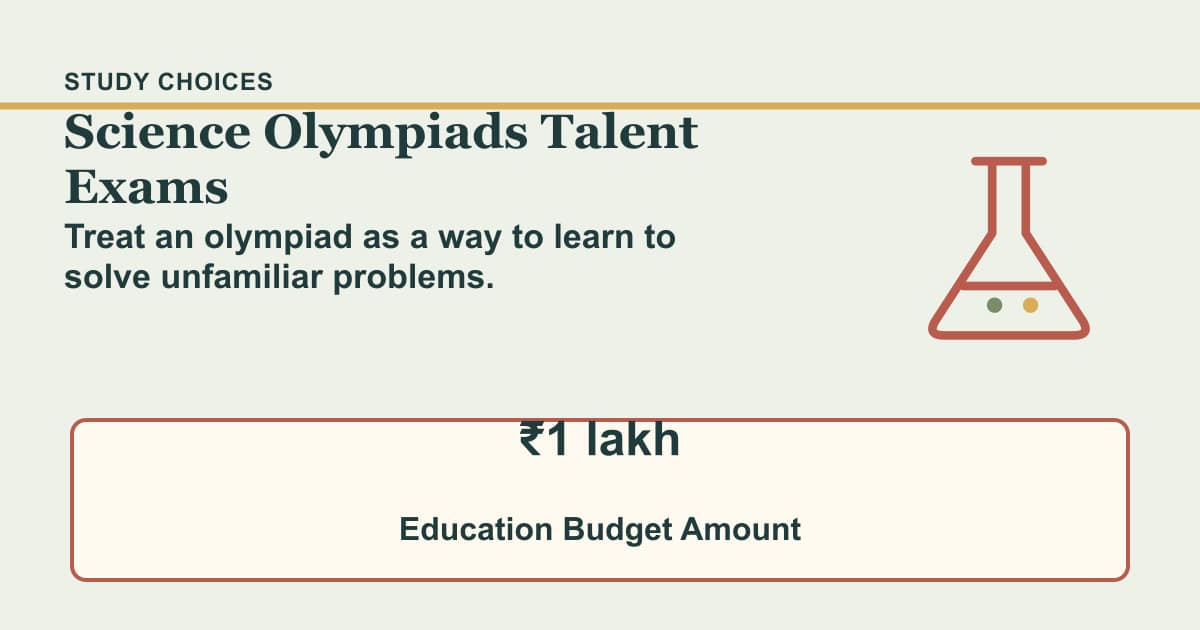 STUDY CHOICES
Science Olympiads Talent
Exams
Treat an olympiad as a way to learn to
solve unfamiliar problems.
₹1 lakh
Education Budget Amount